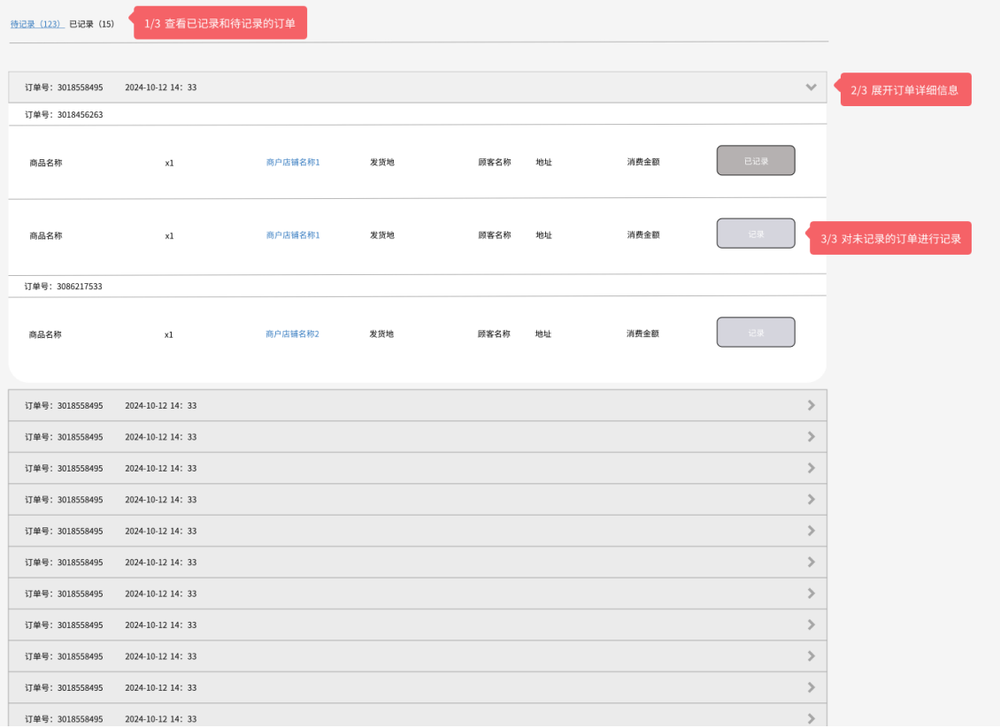 待记录（123） 已记录（15） 1/3 查看已记录和待记录的订单
订单号：3018558495 2024-10-12 14：33
2/3 展开订单详细信息
订单号：3018456263
商品名称 x1 商户店铺名称1 发货地 顾客名称 地址 消费金额 已记录
商品名称 x1 商户店铺名称1 发货地 顾客名称 地址 消费金额 记录
3/3 对未记录的订单进行记录
订单号：3086217533
商品名称 x1 商户店铺名称2 发货地 顾客名称 地址 消费金额 记录
订单号：3018558495 2024-10-12 14：33
订单号：3018558495 2024-10-12 14：33
订单号：3018558495 2024-10-12 14：33
订单号：3018558495 2024-10-12 14：33
订单号：3018558495 2024-10-12 14：33
订单号：3018558495 2024-10-12 14：33
订单号：3018558495 2024-10-12 14：33
订单号：3018558495 2024-10-12 14：33
订单号：3018558495 2024-10-12 14：33
订单号：3018558495 2024-10-12 14：33
订单号：3018558495 2024-10-12 14：33